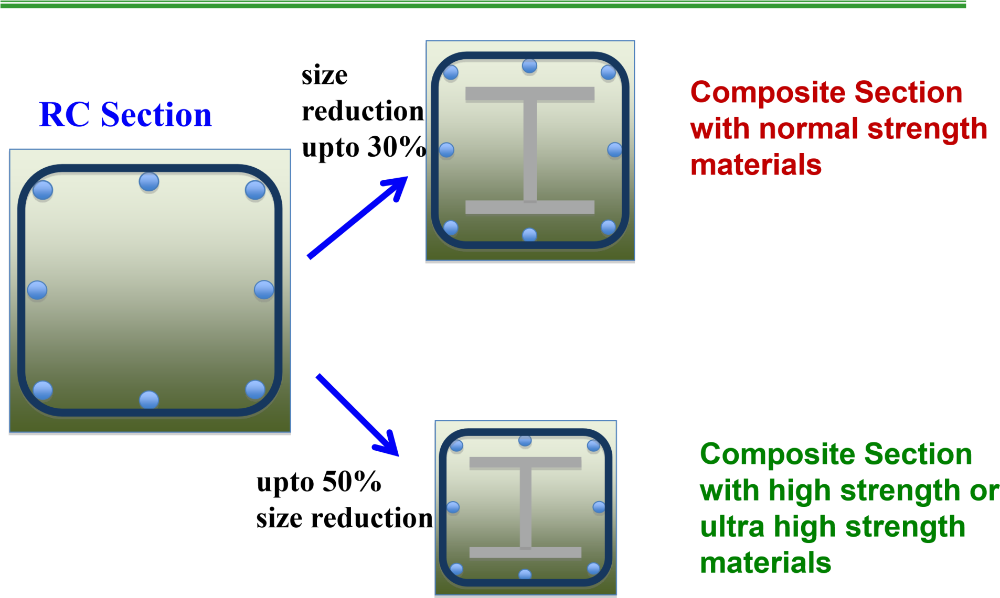 RC Section
size
reduction
upto 30%
Composite Section
with normal strength
materials
upto 50%
size reduction
Composite Section
with high strength or
ultra high strength
materials